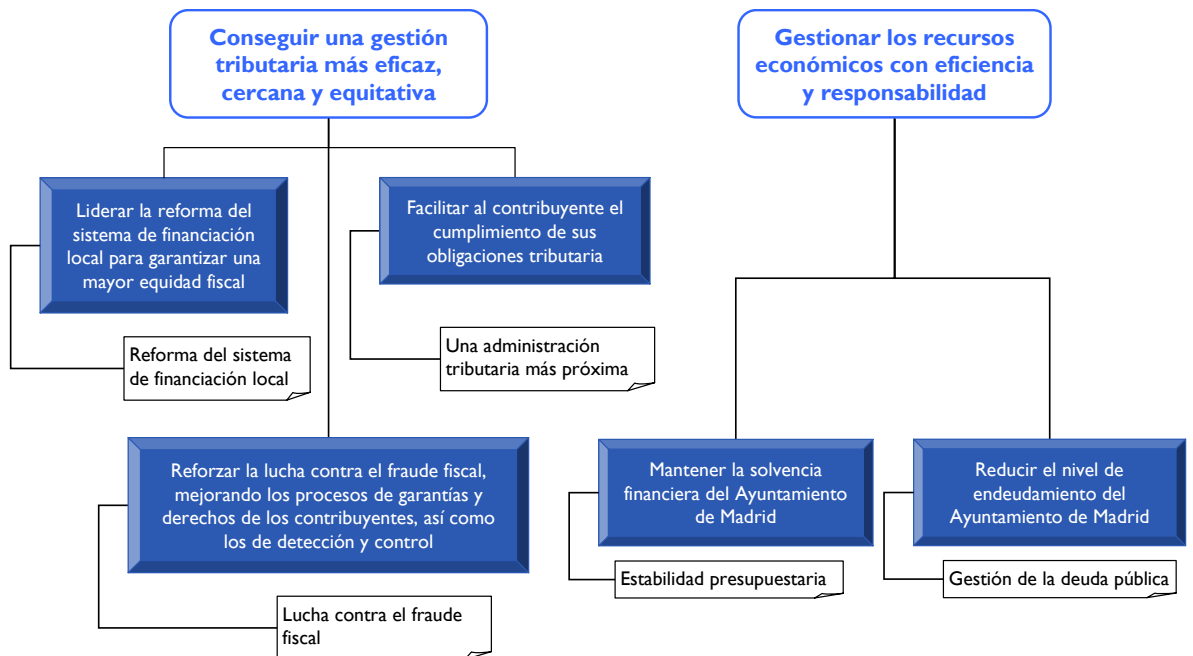 Conseguir una gestión
tributaria más eficaz,
cercana y equitativa
Gestionar los recursos
económicos con eficiencia
y responsabilidad
Liderar la reforma del
sistema de financiación
local para garantizar una
mayor equidad fiscal
Facilitar al contribuyente el
cumplimiento de sus
obligaciones tributaria
Reforma del sistema
de financiación local
Una administración
tributaria más próxima
Reforzar la lucha contra el fraude fiscal,
mejorando los procesos de garantías y
derechos de los contribuyentes, así como
los de detección y control
Mantener la solvencia
financiera del Ayuntamiento
de Madrid
Reducir el nivel de
endeudamiento del
Ayuntamiento de Madrid
Estabilidad presupuestaria
Gestión de la deuda pública
Lucha contra el fraude
fiscal